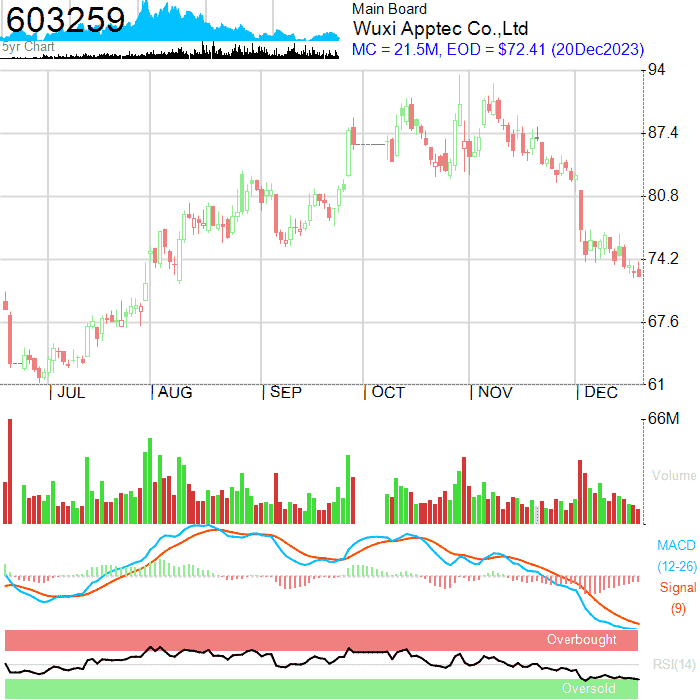 603259
5yr Chart
Main Board
Wuxi Apptec Co.,Ltd
MC = 21.5M, EOD = $72.41 (20Dec2023)
94
87.4
80.8
74.2
67.6
61
JUL AUG SEP OCT NOV DEC
66M
Volume
MACD
(12-26)
Signal
(9)
Overbought
RSI(14)
Oversold